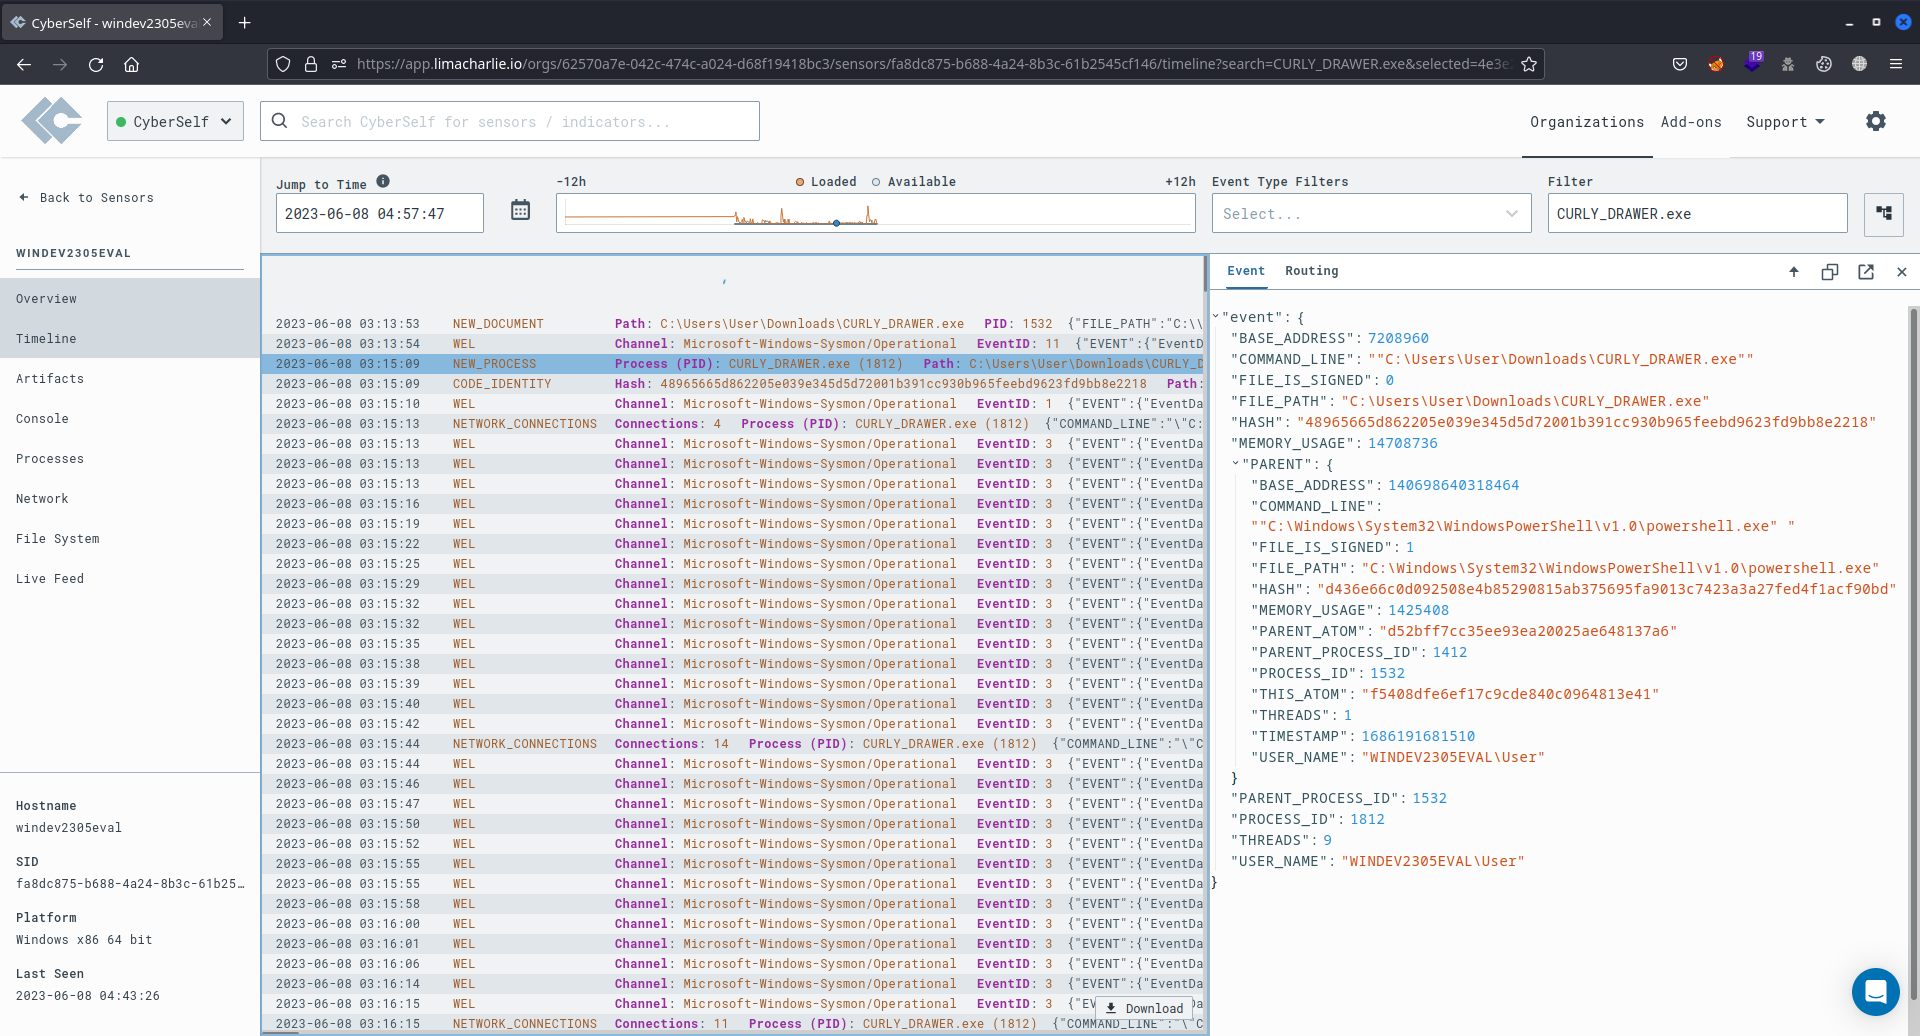 CyberSelf - windev2305eva
https://app.limacharlie.io/orgs/62570a7e-042c-474c-a024-d68f19418bc3/sensors/fa8dc875-b688-4a24-8b3c-61b2545cf146/timeline?search=CURLY_DRAWER.exe&selected=4e3e
19
CyberSelf
Search CyberSelf for sensors / indicators...
Organizations
Add-ons
Support
Back to Sensors
WINDEV2305EVAL
Overview
Timeline
Artifacts
Console
Processes
Network
File System
Live Feed
Hostname
windev2305eval
SID
fa8dc875-b688-4a24-8b3c-61b25…
Platform
Windows x86 64 bit
Last Seen
2023-06-08 04:43:26
Jump to Time
2023-06-08 04:57:47
-12h
Loaded
Available
+12h
Event Type Filters
Select...
Filter
CURLY_DRAWER.exe
2023-06-08 03:13:53 NEW_DOCUMENT Path: C:\Users\User\Downloads\CURLY_DRAWER.exe PID: 1532 {"FILE_PATH":"C:\\
2023-06-08 03:13:54 WEL Channel: Microsoft-Windows-Sysmon/Operational EventID: 11 {"EVENT":{"EventD
2023-06-08 03:15:09 NEW_PROCESS Process (PID): CURLY_DRAWER.exe (1812) Path: C:\Users\User\Downloads\CURLY_D
2023-06-08 03:15:09 CODE_IDENTITY Hash: 48965665d862205e039e345d5d72001b391cc930b965feebd9623fd9bb8e2218 Path:
2023-06-08 03:15:10 WEL Channel: Microsoft-Windows-Sysmon/Operational EventID: 1 {"EVENT":{"EventDa
2023-06-08 03:15:13 NETWORK_CONNECTIONS Connections: 4 Process (PID): CURLY_DRAWER.exe (1812) {"COMMAND_LINE":"\"C:
2023-06-08 03:15:13 WEL Channel: Microsoft-Windows-Sysmon/Operational EventID: 3 {"EVENT":{"EventDa
2023-06-08 03:15:13 WEL Channel: Microsoft-Windows-Sysmon/Operational EventID: 3 {"EVENT":{"EventDa
2023-06-08 03:15:13 WEL Channel: Microsoft-Windows-Sysmon/Operational EventID: 3 {"EVENT":{"EventDa
2023-06-08 03:15:16 WEL Channel: Microsoft-Windows-Sysmon/Operational EventID: 3 {"EVENT":{"EventDa
2023-06-08 03:15:19 WEL Channel: Microsoft-Windows-Sysmon/Operational EventID: 3 {"EVENT":{"EventDa
2023-06-08 03:15:22 WEL Channel: Microsoft-Windows-Sysmon/Operational EventID: 3 {"EVENT":{"EventDa
2023-06-08 03:15:25 WEL Channel: Microsoft-Windows-Sysmon/Operational EventID: 3 {"EVENT":{"EventDa
2023-06-08 03:15:29 WEL Channel: Microsoft-Windows-Sysmon/Operational EventID: 3 {"EVENT":{"EventDa
2023-06-08 03:15:32 WEL Channel: Microsoft-Windows-Sysmon/Operational EventID: 3 {"EVENT":{"EventDa
2023-06-08 03:15:32 WEL Channel: Microsoft-Windows-Sysmon/Operational EventID: 3 {"EVENT":{"EventDa
2023-06-08 03:15:35 WEL Channel: Microsoft-Windows-Sysmon/Operational EventID: 3 {"EVENT":{"EventDa
2023-06-08 03:15:38 WEL Channel: Microsoft-Windows-Sysmon/Operational EventID: 3 {"EVENT":{"EventDa
2023-06-08 03:15:39 WEL Channel: Microsoft-Windows-Sysmon/Operational EventID: 3 {"EVENT":{"EventDa
2023-06-08 03:15:40 WEL Channel: Microsoft-Windows-Sysmon/Operational EventID: 3 {"EVENT":{"EventDa
2023-06-08 03:15:42 WEL Channel: Microsoft-Windows-Sysmon/Operational EventID: 3 {"EVENT":{"EventDa
2023-06-08 03:15:44 NETWORK_CONNECTIONS Connections: 14 Process (PID): CURLY_DRAWER.exe (1812) {"COMMAND_LINE":"\"C
2023-06-08 03:15:44 WEL Channel: Microsoft-Windows-Sysmon/Operational EventID: 3 {"EVENT":{"EventDa
2023-06-08 03:15:46 WEL Channel: Microsoft-Windows-Sysmon/Operational EventID: 3 {"EVENT":{"EventDa
2023-06-08 03:15:47 WEL Channel: Microsoft-Windows-Sysmon/Operational EventID: 3 {"EVENT":{"EventDa
2023-06-08 03:15:50 WEL Channel: Microsoft-Windows-Sysmon/Operational EventID: 3 {"EVENT":{"EventDa
2023-06-08 03:15:52 WEL Channel: Microsoft-Windows-Sysmon/Operational EventID: 3 {"EVENT":{"EventDa
2023-06-08 03:15:55 WEL Channel: Microsoft-Windows-Sysmon/Operational EventID: 3 {"EVENT":{"EventDa
2023-06-08 03:15:55 WEL Channel: Microsoft-Windows-Sysmon/Operational EventID: 3 {"EVENT":{"EventDa
2023-06-08 03:15:58 WEL Channel: Microsoft-Windows-Sysmon/Operational EventID: 3 {"EVENT":{"EventDa
2023-06-08 03:16:00 WEL Channel: Microsoft-Windows-Sysmon/Operational EventID: 3 {"EVENT":{"EventDa
2023-06-08 03:16:01 WEL Channel: Microsoft-Windows-Sysmon/Operational EventID: 3 {"EVENT":{"EventDa
2023-06-08 03:16:06 WEL Channel: Microsoft-Windows-Sysmon/Operational EventID: 3 {"EVENT":{"EventDa
2023-06-08 03:16:14 WEL Channel: Microsoft-Windows-Sysmon/Operational EventID: 3 {"EVENT":{"EventDa
2023-06-08 03:16:15 WEL Channel: Microsoft-Windows-Sysmon/Operational EventID: 3 {"EV Da
Download
2023-06-08 03:16:15 NETWORK_CONNECTIONS Connections: 11 Process (PID): CURLY_DRAWER.exe (1812) {"COMMAND_LINE":"\"C
Event
Routing
"event": {
"BASE_ADDRESS": 7208960
"COMMAND_LINE": ""C:\Users\User\Downloads\CURLY_DRAWER.exe""
"FILE_IS_SIGNED": 0
"FILE_PATH": "C:\Users\User\Downloads\CURLY_DRAWER.exe"
"HASH": "48965665d862205e039e345d5d72001b391cc930b965feebd9623fd9bb8e2218"
"MEMORY_USAGE": 14708736
"PARENT": {
"BASE_ADDRESS": 140698640318464
"COMMAND_LINE":
""C:\Windows\System32\WindowsPowerShell\v1.0\powershell.exe" "
"FILE_IS_SIGNED": 1
"FILE_PATH": "C:\Windows\System32\WindowsPowerShell\v1.0\powershell.exe"
"HASH": "d436e66c0d092508e4b85290815ab375695fa9013c7423a3a27fed4f1acf90bd"
"MEMORY_USAGE": 1425408
"PARENT_ATOM": "d52bff7cc35ee93ea20025ae648137a6"
"PARENT_PROCESS_ID": 1412
"PROCESS_ID": 1532
"THIS_ATOM": "f5408dfe6ef17c9cde840c0964813e41"
"THREADS": 1
"TIMESTAMP": 1686191681510
"USER_NAME": "WINDEV2305EVAL\User"
}
"PARENT_PROCESS_ID": 1532
"PROCESS_ID": 1812
"THREADS": 9
"USER_NAME": "WINDEV2305EVAL\User"
}